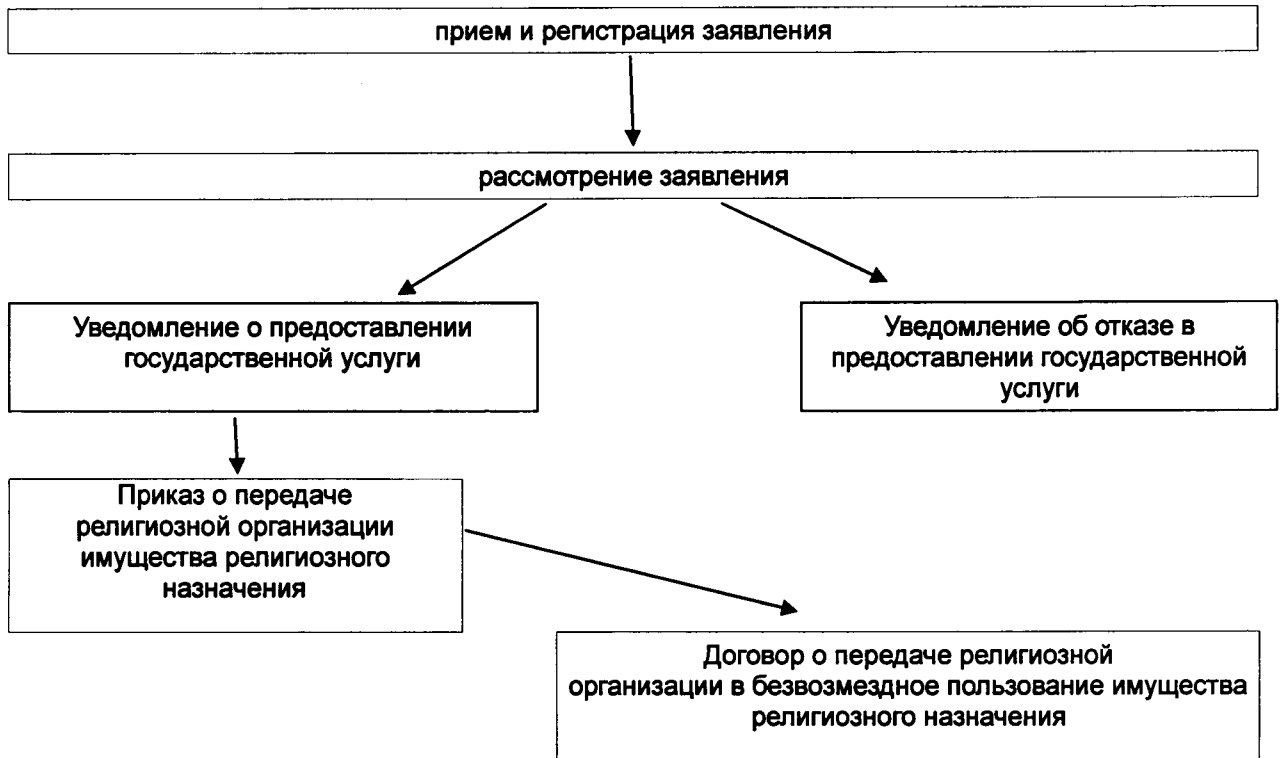 прием и регистрация заявления
рассмотрение заявления
Уведомление о предоставлении
государственной услуги
Уведомление об отказе в
предоставлении государственной
услуги
Приказ о передаче
религиозной организации
имущества религиозного
назначения
Договор о передаче религиозной
организации в безвозмездное пользование имущества
религиозного назначения